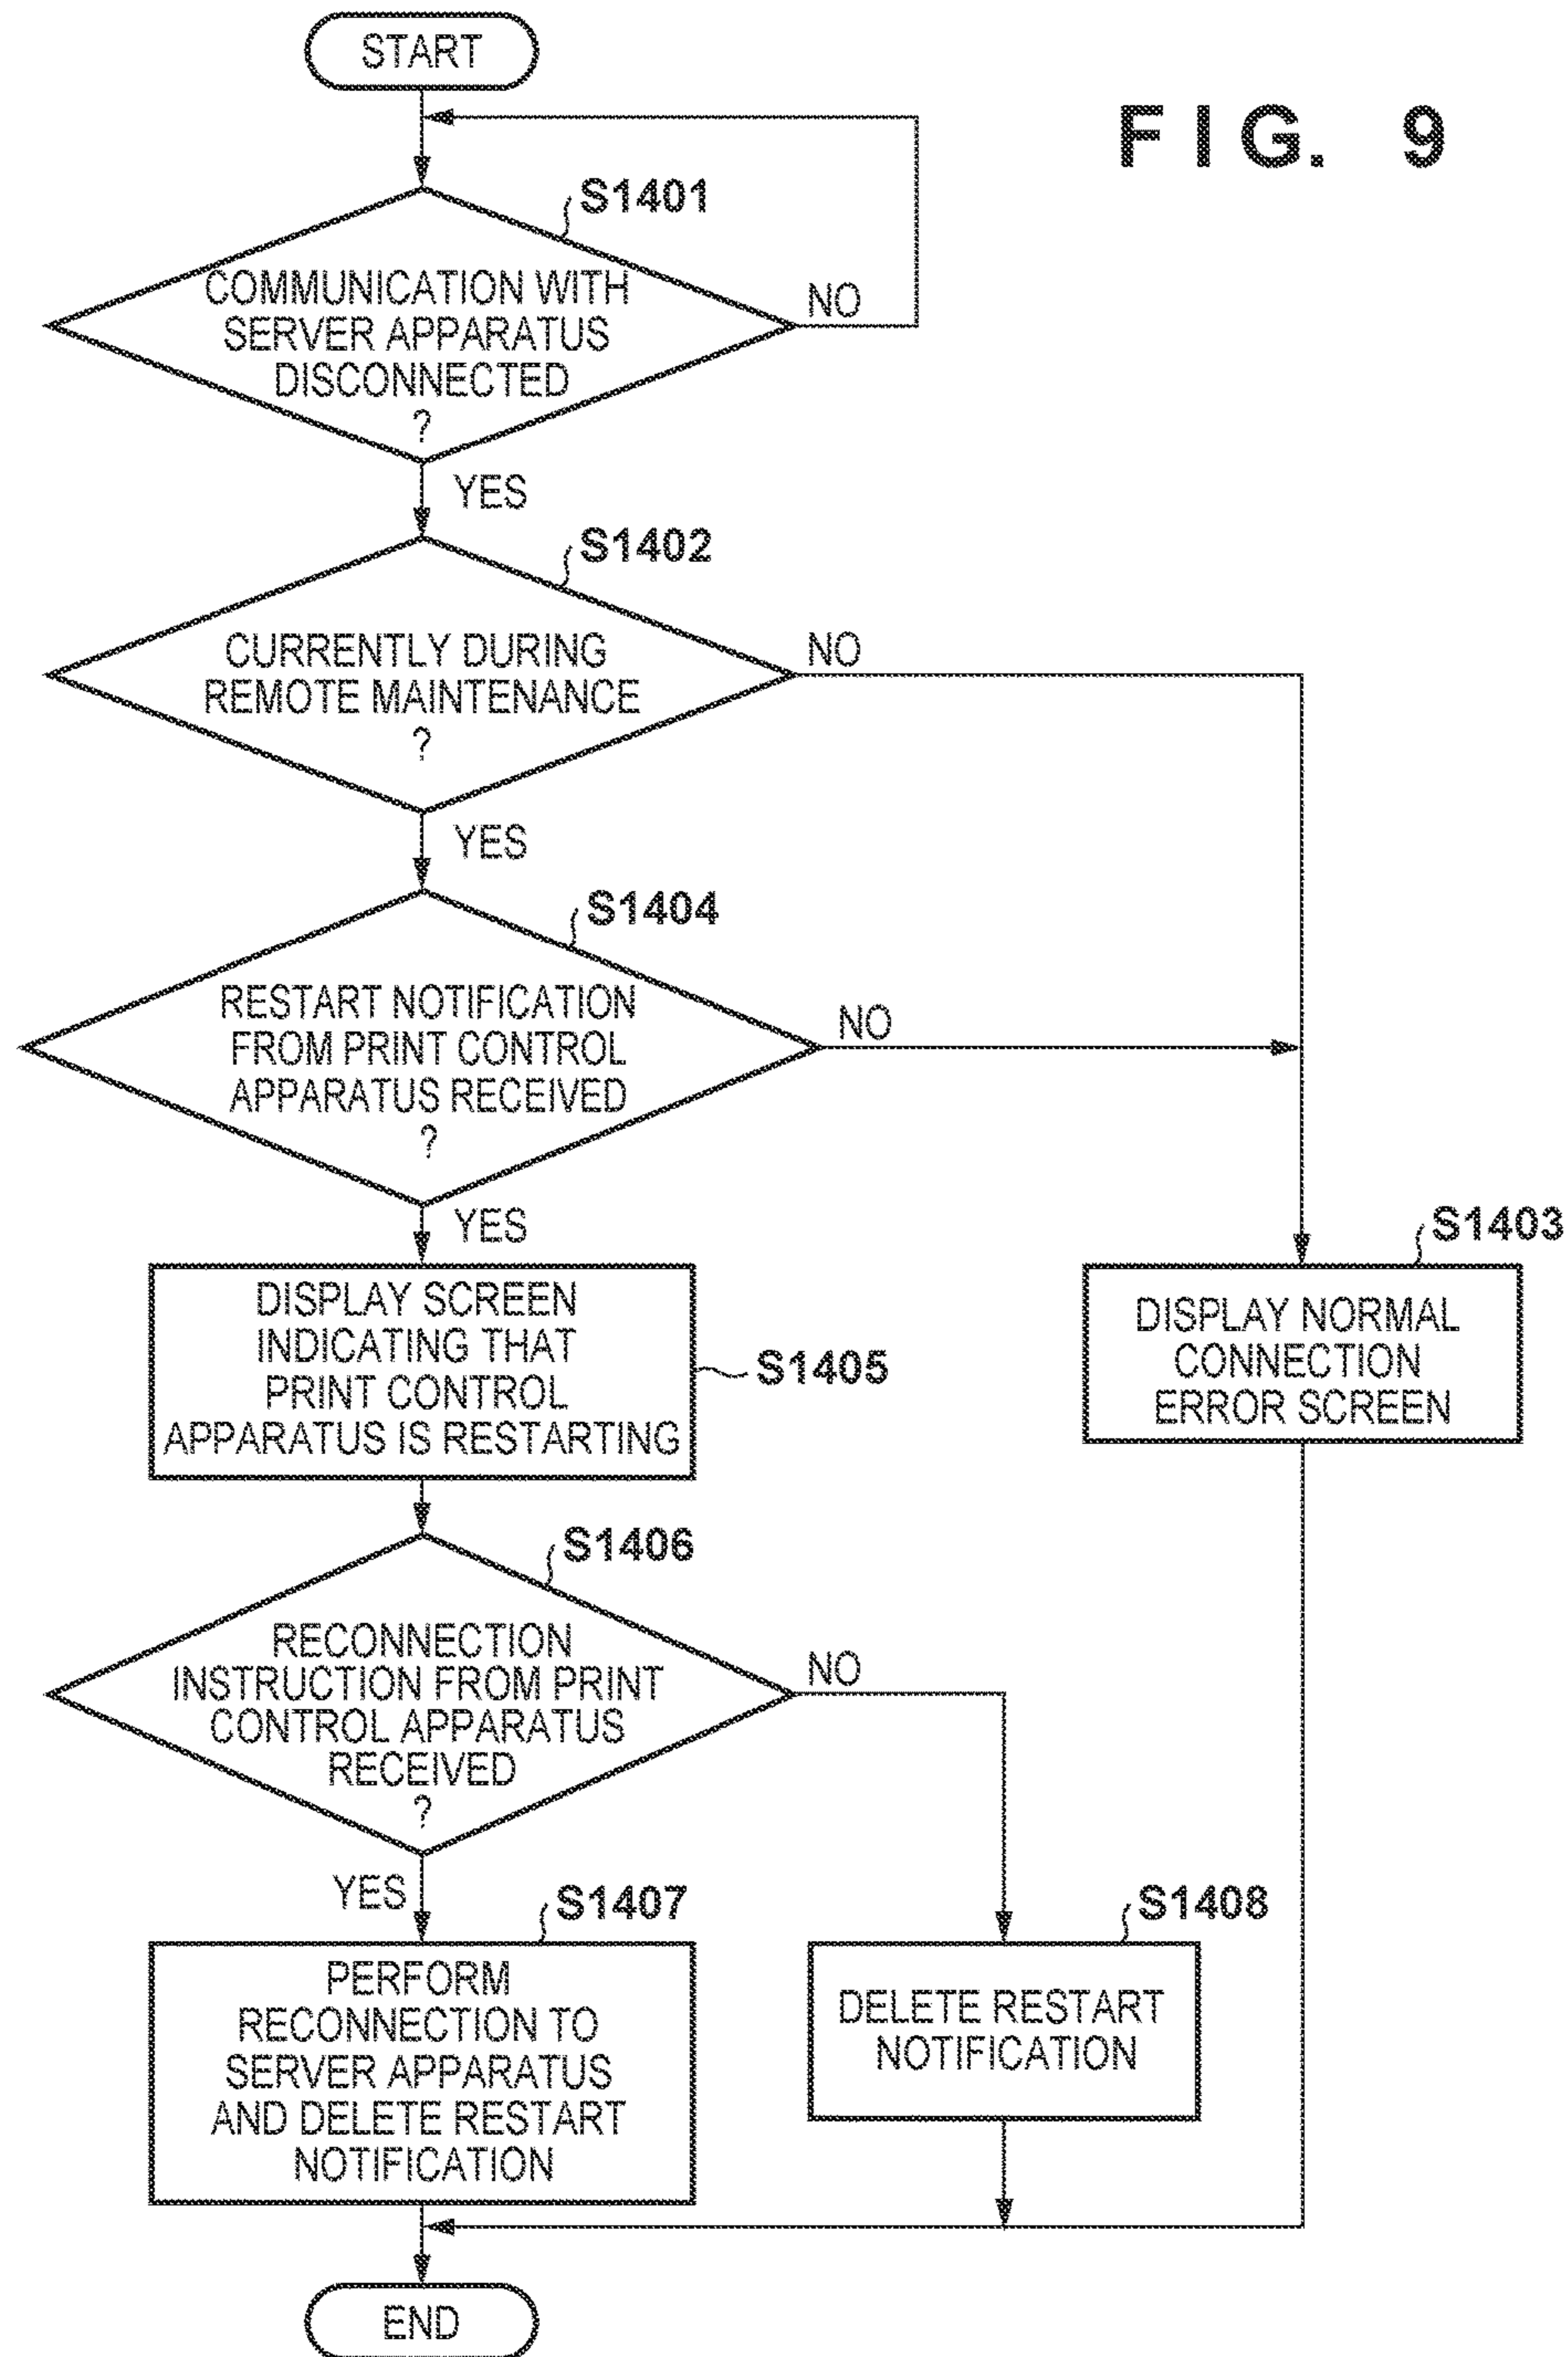 START
FIG. 9
S1401
COMMUNICATION WITH
SERVER APPARATUS
DISCONNECTED
?
NO
YES
S1402
CURRENTLY DURING
REMOTE MAINTENANCE
?
NO
YES
S1404
RESTART NOTIFICATION
FROM PRINT CONTROL
APPARATUS RECEIVED
?
NO
YES
S1403
DISPLAY NORMAL
CONNECTION
ERROR SCREEN
DISPLAY SCREEN
INDICATING THAT
PRINT CONTROL
APPARATUS IS RESTARTING
S1405
S1406
RECONNECTION
INSTRUCTION FROM PRINT
CONTROL APPARATUS
RECEIVED
?
NO
YES
S1407
PERFORM
RECONNECTION TO
SERVER APPARATUS
AND DELETE RESTART
NOTIFICATION
S1408
DELETE RESTART
NOTIFICATION
END